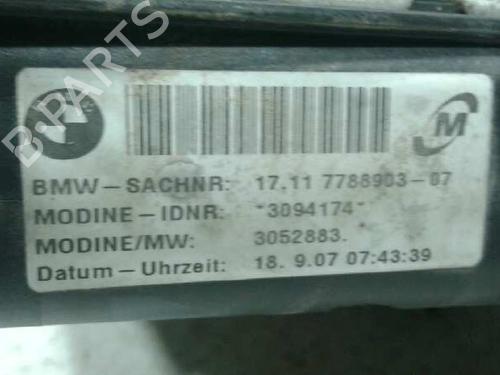 B-PARTS
M
BMW-SACHNR: 17.11 7788903-07
MODINE-IDNR: *3094174*
MODINE/MW: 3052883.
Datum-Uhrzeit: 18. 9.07 07:43:39